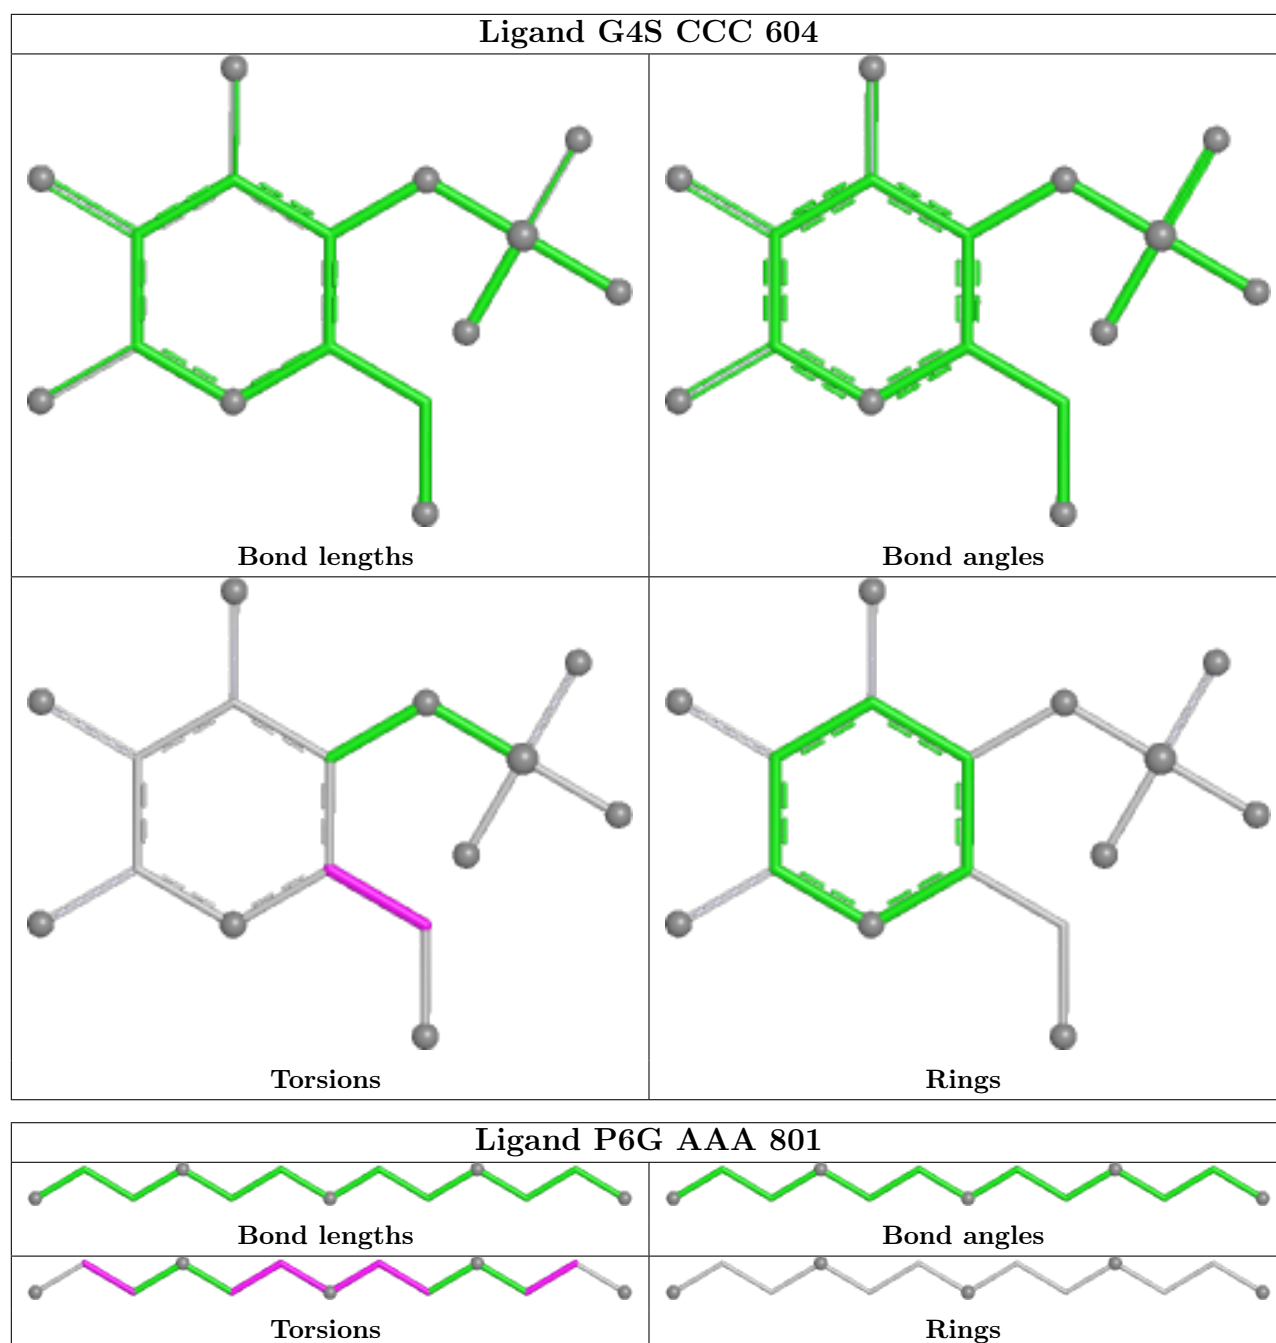 Ligand G4S CCC 604
Bond lengths
Bond angles
Torsions
Rings
Ligand P6G AAA 801
Bond lengths
Bond angles
Torsions
Rings